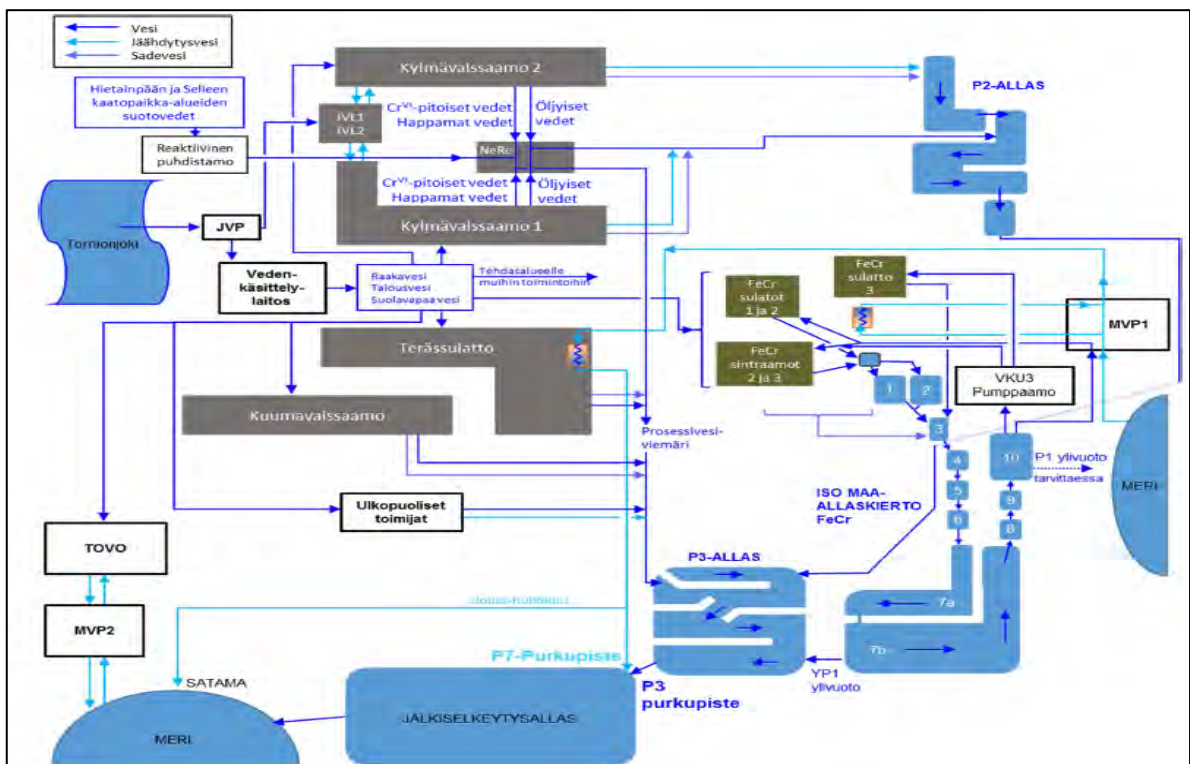 Vesi
Jäähdytysvesi
Sadevesi
Hietainpään ja Selleen
kaatopaikka-alueiden
suotovedet
Reaktiivinen
puhdistamo
Kylmävalssaamo 2
IVL1
IVL2
Cr^VI-pitoiset vedet
Happamat vedet
Öljyiset
vedet
NeRe
Cr^VI-pitoiset vedet
Happamat vedet
Öljyiset
vedet
Kylmävalssaamo 1
P2-ALLAS
Tornionjoki
JVP
Veden-
käsittely-
laitos
Raakavesi
Talousvesi
Suolavapaa vesi
Tehdasalueelle
muihin toimintoihin
FeCr
sulatot
1 ja 2
FeCr
sulatto
3
MVP1
Terässulatto
FeCr
sintraamot
2 ja 3
VKU3
Pumppaamo
1
2
3
Kuumavalssaamo
Prosessivesi-
viemäri
4
5
6
10
9
8
P1 ylivuoto
tarvittaessa
MERI
ISO MAA-
ALLASKIERTO
FeCr
Ulkopuoliset
toimijat
TOVO
P3-ALLAS
7a
7b
MVP2
P7-Purkupiste
YP1
ylivuoto
P3
purkupiste
SATAMA
MERI
JÄLKISELKEYTYSALLAS